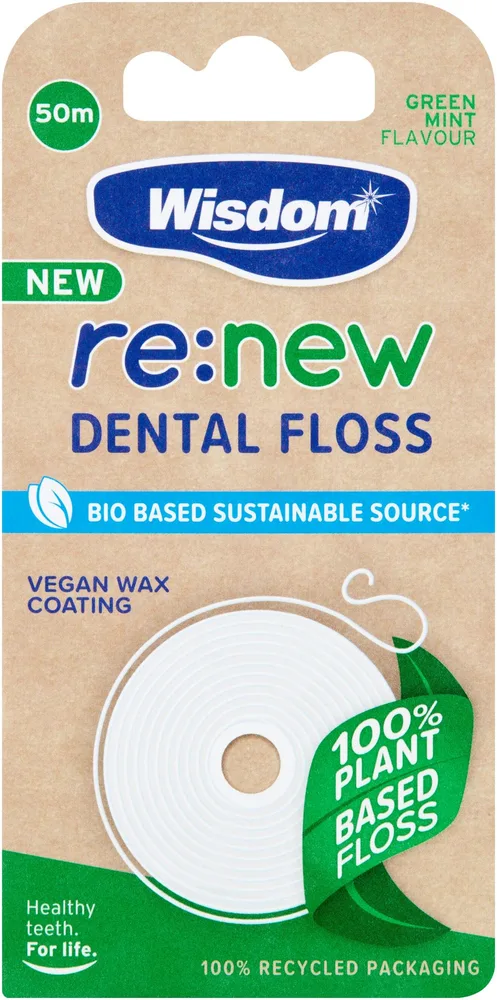 50m
GREEN
MINT
FLAVOUR
Wisdom
NEW
re:new
DENTAL FLOSS
BIO BASED SUSTAINABLE SOURCE*
VEGAN WAX
COATING
100%
PLANT
BASED
FLOSS
Healthy
teeth.
For life.
100% RECYCLED PACKAGING